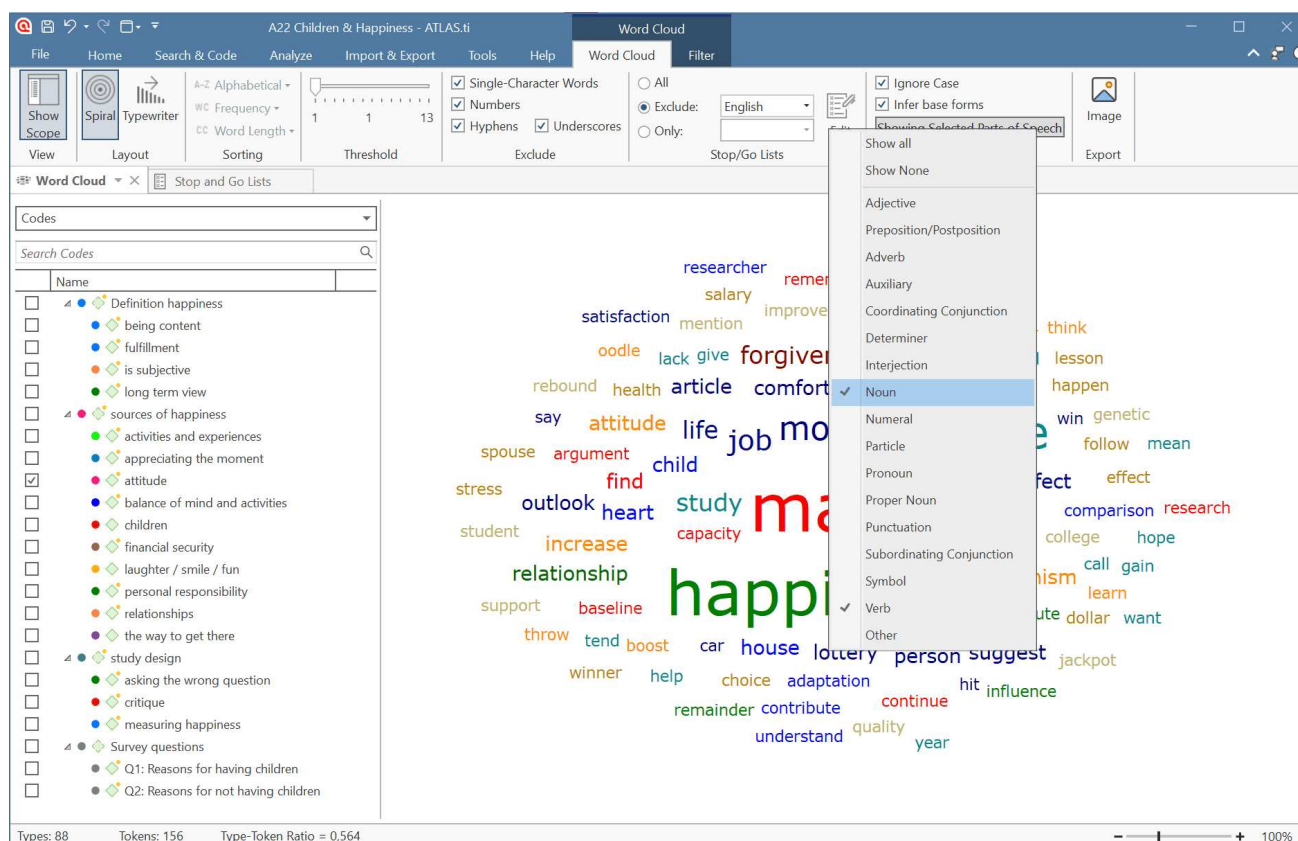 A22 Children & Happiness - ATLAS.ti
Word Cloud
File Home Search & Code Analyze Import & Export Tools Help Word Cloud Filter
Show Scope
View
Spiral Typewriter
Layout
A-Z Alphabetical
WC Frequency
CC Word Length
Sorting
1 1 13
Threshold
Single-Character Words
Numbers
Hyphens Underscores
Exclude
All
Exclude: English
Only:
Stop/Go Lists
Ignore Case
Infer base forms
Showing Selected Parts of Speech
Image
Export
Word Cloud Stop and Go Lists
Codes
Search Codes
Name
Definition happiness
being content
fulfillment
is subjective
long term view
sources of happiness
activities and experiences
appreciating the moment
attitude
balance of mind and activities
children
financial security
laughter / smile / fun
personal responsibility
relationships
the way to get there
study design
asking the wrong question
critique
measuring happiness
Survey questions
Q1: Reasons for having children
Q2: Reasons for not having children
Show all
Show None
Adjective
Preposition/Postposition
Adverb
Auxiliary
Coordinating Conjunction
Determiner
Interjection
Noun
Numeral
Particle
Pronoun
Proper Noun
Punctuation
Subordinating Conjunction
Symbol
Verb
Other
researcher
salary
satisfaction mention improve think
oodle lack give lesson
rebound health article comfort happen
say attitude life job win genetic
spouse argument child follow mean
stress find effect
outlook heart study comparison research
student increase capacity college hope
relationship call gain
support baseline learn
throw tend boost dollar want
car house lottery person suggest jackpot
winner help choice adaptation hit influence
remainder contribute continue
understand quality year
Types: 88 Tokens: 156 Type-Token Ratio = 0,564
100%